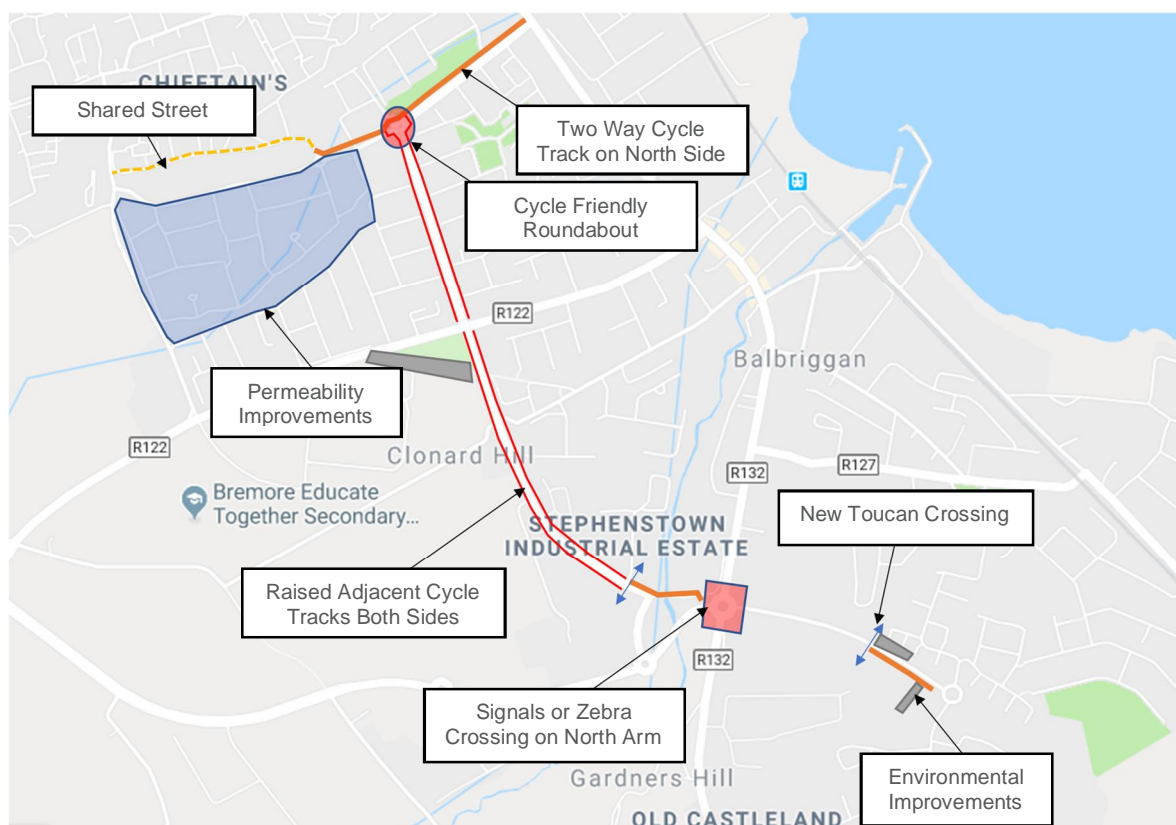 CHIEFTAIN'S
Shared Street
Two Way Cycle
Track on North Side
Cycle Friendly
Roundabout
R122
Balbriggan
Permeability
Improvements
Clonard Hill
R122
R132
R127
Bremore Educate
Together Secondary...
New Toucan Crossing
STEPHENSTOWN
INDUSTRIAL ESTATE
Raised Adjacent Cycle
Tracks Both Sides
R132
Signals or Zebra
Crossing on North Arm
Gardners Hill
Environmental
Improvements
OLD CASTLELAND